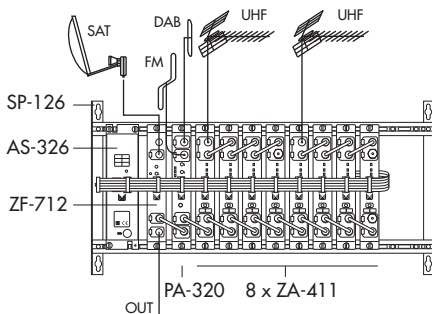 DAB
UHF
UHF
SAT
FM
SP-126
AS-326
ZF-712
PA-320
8 x ZA-411
OUT